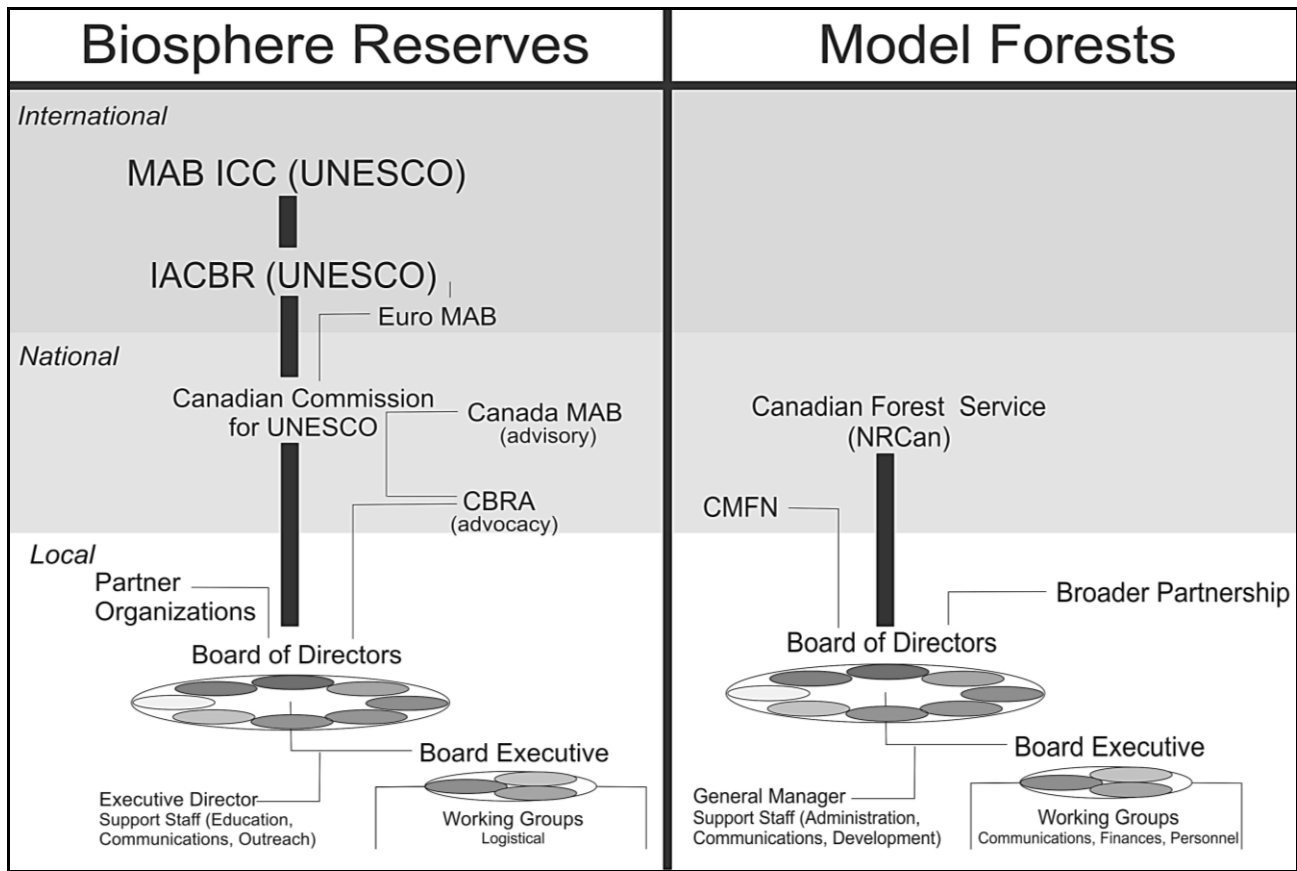 Biosphere Reserves
Model Forests
International
MAB ICC (UNESCO)
IACBR (UNESCO)
Euro MAB
National
Canadian Commission
for UNESCO
Canada MAB
(advisory)
CBRA
(advocacy)
Canadian Forest Service
(NRCan)
CMFN
Local
Partner
Organizations
Board of Directors
Board Executive
Executive Director
Support Staff (Education,
Communications, Outreach)
Working Groups
Logistical
Broader Partnership
Board of Directors
Board Executive
General Manager
Support Staff (Administration,
Communications, Development)
Working Groups
Communications, Finances, Personnel